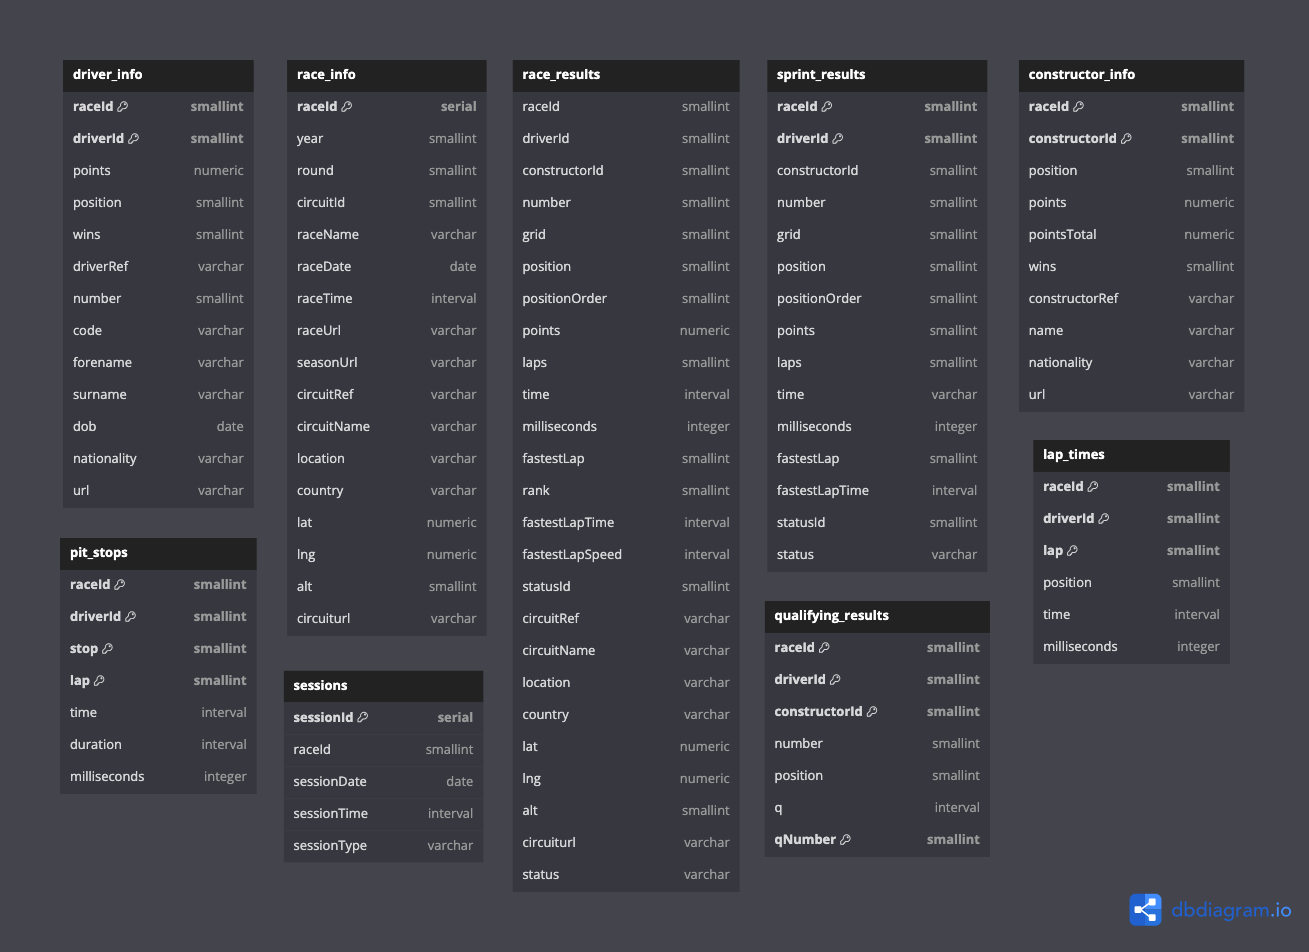 driver_info
raceId smallint
driverId smallint
points numeric
position smallint
wins smallint
driverRef varchar
number smallint
code varchar
forename varchar
surname varchar
dob date
nationality varchar
url varchar
pit_stops
raceId smallint
driverId smallint
stop smallint
lap smallint
time interval
duration interval
milliseconds integer
race_info
raceId serial
year smallint
round smallint
circuitId smallint
raceName varchar
raceDate date
raceTime interval
raceUrl varchar
seasonUrl varchar
circuitRef varchar
circuitName varchar
location varchar
country varchar
lat numeric
lng numeric
alt smallint
circuiturl varchar
sessions
sessionId serial
raceId smallint
sessionDate date
sessionTime interval
sessionType varchar
race_results
raceId smallint
driverId smallint
constructorId smallint
number smallint
grid smallint
position smallint
positionOrder smallint
points numeric
laps smallint
time interval
milliseconds integer
fastestLap smallint
rank smallint
fastestLapTime interval
fastestLapSpeed interval
statusId smallint
circuitRef varchar
circuitName varchar
location varchar
country varchar
lat numeric
lng numeric
alt smallint
circuiturl varchar
status varchar
sprint_results
raceId smallint
driverId smallint
constructorId smallint
number smallint
grid smallint
position smallint
positionOrder smallint
points smallint
laps smallint
time varchar
milliseconds integer
fastestLap smallint
fastestLapTime interval
statusId smallint
status varchar
qualifying_results
raceId smallint
driverId smallint
constructorId smallint
number smallint
position smallint
q interval
qNumber smallint
constructor_info
raceId smallint
constructorId smallint
position smallint
points numeric
pointsTotal numeric
wins smallint
constructorRef varchar
name varchar
nationality varchar
url varchar
lap_times
raceId smallint
driverId smallint
lap smallint
position smallint
time interval
milliseconds integer
dbdiagram.io